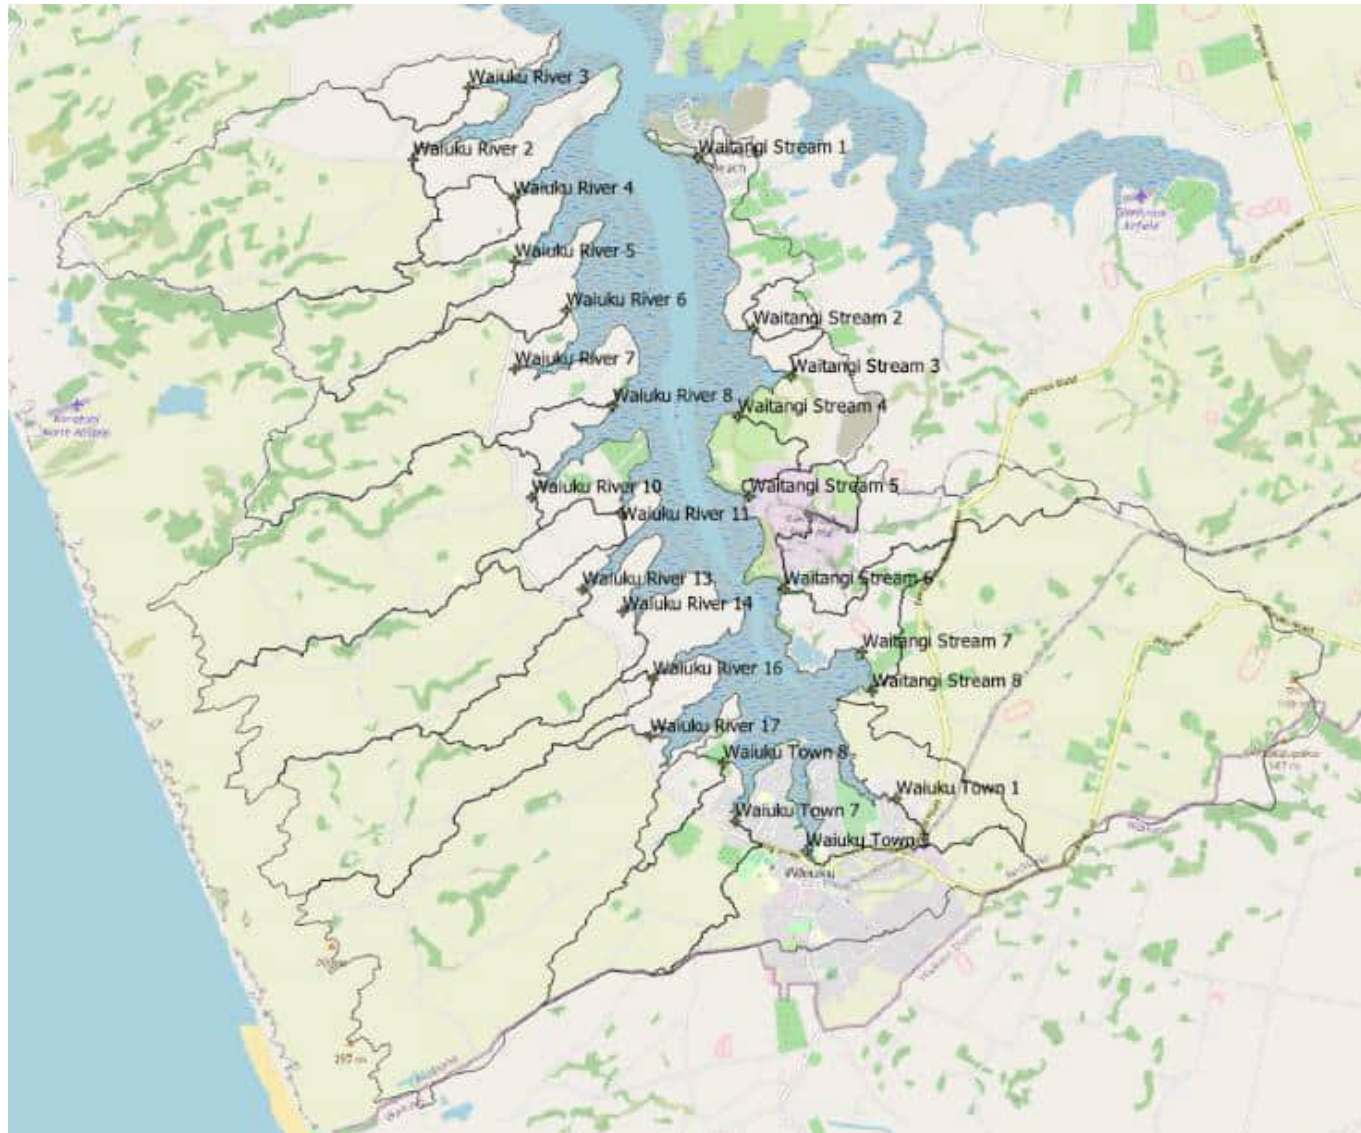 Waiuku River 3
Waiuku River 2
Waitangi Stream 1
Waiuku River 4
Waiuku River 5
Waiuku River 6
Waitangi Stream 2
Waiuku River 7
Waitangi Stream 3
Waiuku River 8
Waitangi Stream 4
Waiuku River 10
Waitangi Stream 5
Waiuku River 11
Waiuku River 13
Waitangi Stream 6
Waiuku River 14
Waitangi Stream 7
Waiuku River 16
Waitangi Stream 8
Waiuku River 17
Waiuku Town 8
Waiuku Town 1
Waiuku Town 7
Waiuku Town
Waiuku
297 m